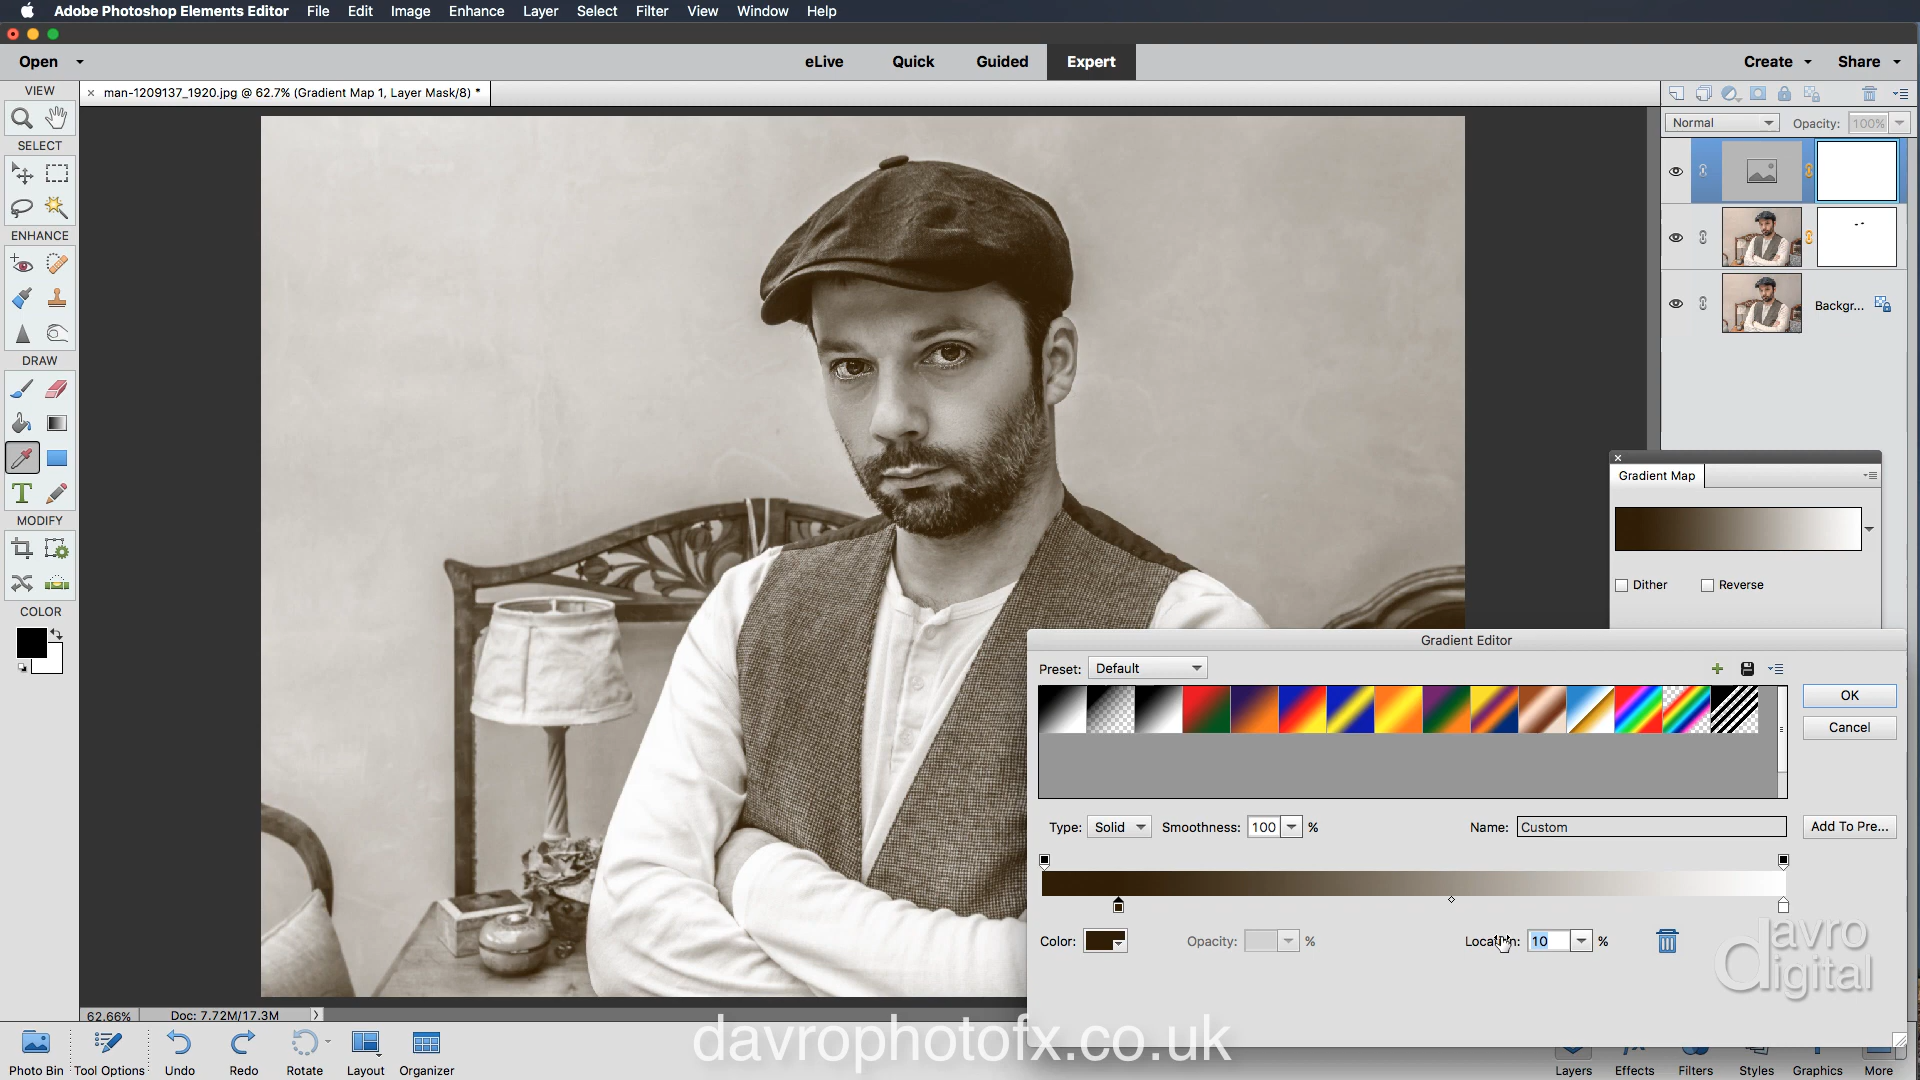 Adobe Photoshop Elements Editor File Edit Image Enhance Layer Select Filter View Window Help
Open eLive Quick Guided Expert Create Share
VIEW
man-1209137_1920.jpg @ 62.7% (Gradient Map 1, Layer Mask/8) *
Normal Opacity: 100%
SELECT
ENHANCE
Backgr...
DRAW
Gradient Map
T
MODIFY
Dither Reverse
COLOR
Gradient Editor
Preset: Default
OK
Cancel
Type: Solid Smoothness: 100 % Name: Custom Add To Pre...
Color: Opacity: % Location: 10 %
davro
digital
62.66% Doc: 7.72M/17.3M
davrophotofx.co.uk
Photo Bin Tool Options Undo Redo Rotate Layout Organizer Layers Effects Filters Styles Graphics More